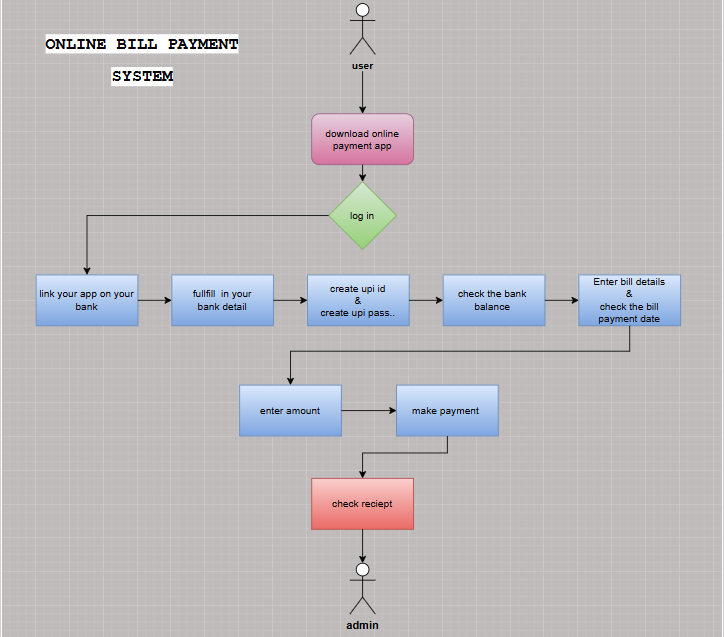 ONLINE BILL PAYMENT
SYSTEM
user
download online
payment app
log in
link your app on your
bank
fullfill in your
bank detail
create upi id
&
create upi pass..
check the bank
balance
Enter bill details
&
check the bill
payment date
enter amount
make payment
check reciept
admin